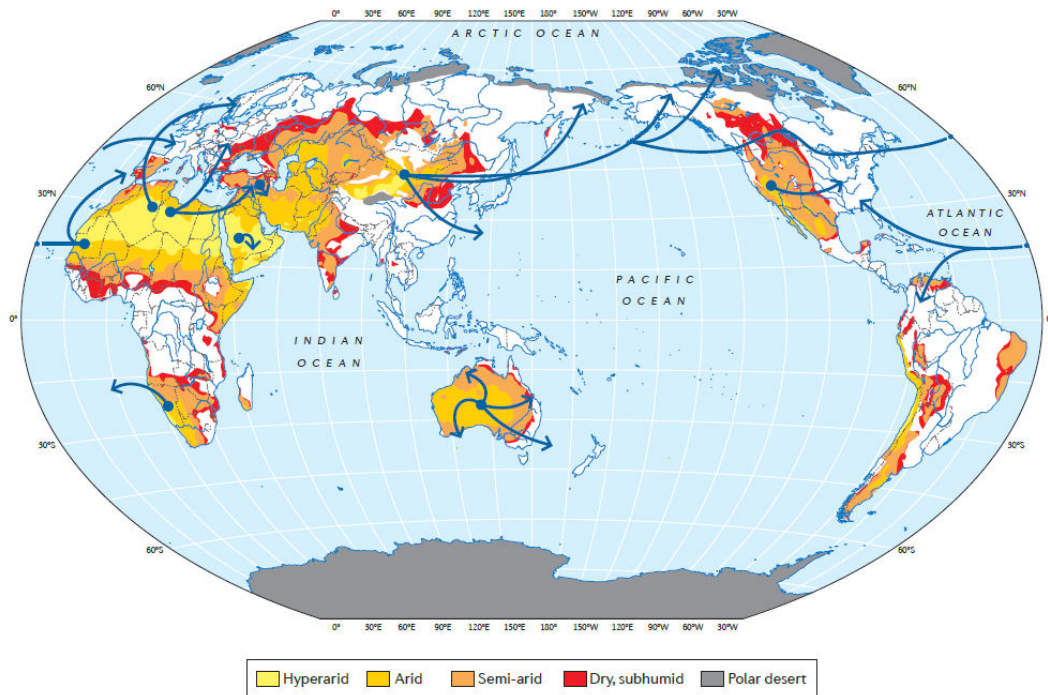 0° 30°E 60°E 90°E 120°E 150°E 180° 150°W 120°W 90°W 60°W 30°W
ARCTIC OCEAN
60°N 60°N
30°N 30°N
ATLANTIC
OCEAN
PACIFIC
OCEAN
0° 0°
INDIAN
OCEAN
30°S 30°S
60°S 60°S
0° 30°E 60°E 90°E 120°E 150°E 180° 150°W 120°W 90°W 60°W 30°W
Hyperarid Arid Semi-arid Dry, subhumid Polar desert